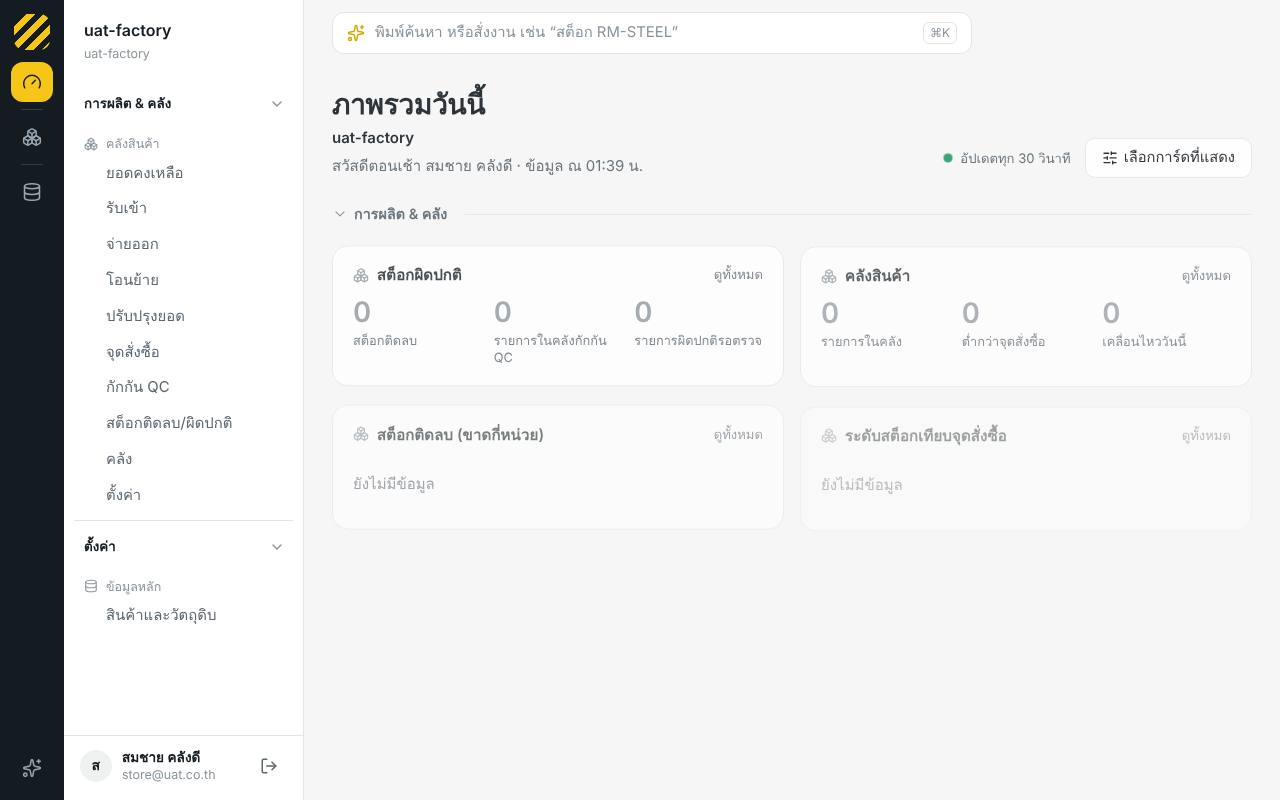 uat-factory
uat-factory
การผลิต & คลัง
คลังสินค้า
ยอดคงเหลือ
รับเข้า
จ่ายออก
โอนย้าย
ปรับปรุงยอด
จุดสั่งซื้อ
กักกัน QC
สต็อกติดลบ/ผิดปกติ
คลัง
ตั้งค่า
ตั้งค่า
ข้อมูลหลัก
สินค้าและวัตถุดิบ
ส
สมชาย คลังดี
store@uat.co.th
พิมพ์ค้นหา หรือสั่งงาน เช่น “สต็อก RM-STEEL”
⌘K
ภาพรวมวันนี้
uat-factory
สวัสดีตอนเช้า สมชาย คลังดี · ข้อมูล ณ 01:39 น.
อัปเดตทุก 30 วินาที
เลือกการ์ดที่แสดง
การผลิต & คลัง
สต็อกผิดปกติ
ดูทั้งหมด
0
0
0
สต็อกติดลบ
รายการในคลังกักกัน
QC
รายการผิดปกติรอตรวจ
คลังสินค้า
ดูทั้งหมด
0
0
0
รายการในคลัง
ต่ำกว่าจุดสั่งซื้อ
เคลื่อนไหววันนี้
สต็อกติดลบ (ขาดกี่หน่วย)
ดูทั้งหมด
ยังไม่มีข้อมูล
ระดับสต็อกเทียบจุดสั่งซื้อ
ดูทั้งหมด
ยังไม่มีข้อมูล